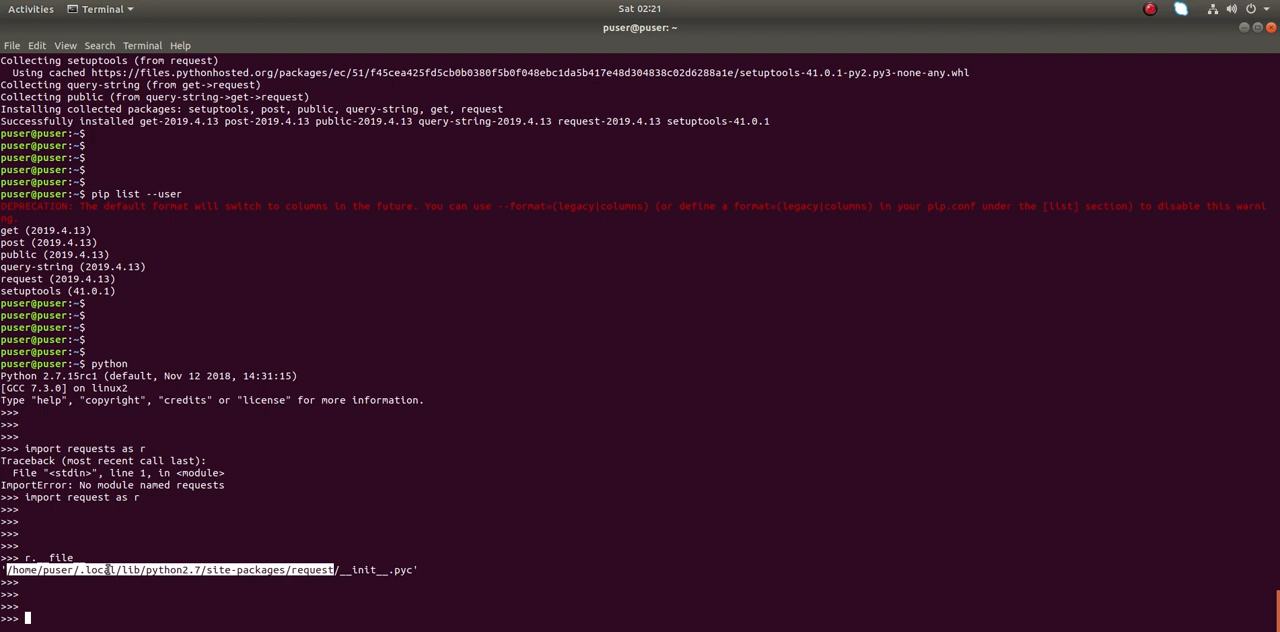 Activities Terminal Sat 02:21
puser@puser: ~
File Edit View Search Terminal Help
Collecting setuptools (from request)
  Using cached https://files.pythonhosted.org/packages/ec/51/f45cea425fd5cb0b0380f5b0f048ebc1da5b417e48d304838c02d6288a1e/setuptools-41.0.1-py2.py3-none-any.whl
Collecting query-string (from get->request)
Collecting public (from query-string->get->request)
Installing collected packages: setuptools, post, public, query-string, get, request
Successfully installed get-2019.4.13 post-2019.4.13 public-2019.4.13 query-string-2019.4.13 request-2019.4.13 setuptools-41.0.1
puser@puser:~$
puser@puser:~$
puser@puser:~$
puser@puser:~$
puser@puser:~$
puser@puser:~$ pip list --user
DEPRECATION: The default format will switch to columns in the future. You can use --format=(legacy|columns) (or define a format=(legacy|columns) in your pip.conf under the [list] section) to disable this warni
ng.
get (2019.4.13)
post (2019.4.13)
public (2019.4.13)
query-string (2019.4.13)
request (2019.4.13)
setuptools (41.0.1)
puser@puser:~$
puser@puser:~$
puser@puser:~$
puser@puser:~$
puser@puser:~$
puser@puser:~$ python
Python 2.7.15rc1 (default, Nov 12 2018, 14:31:15)
[GCC 7.3.0] on linux2
Type "help", "copyright", "credits" or "license" for more information.
>>>
>>>
>>>
>>> import requests as r
Traceback (most recent call last):
  File "<stdin>", line 1, in <module>
ImportError: No module named requests
>>> import request as r
>>>
>>>
>>>
>>>
>>> r.__file__
'/home/puser/.local/lib/python2.7/site-packages/request/__init__.pyc'
>>>
>>>
>>>
>>>